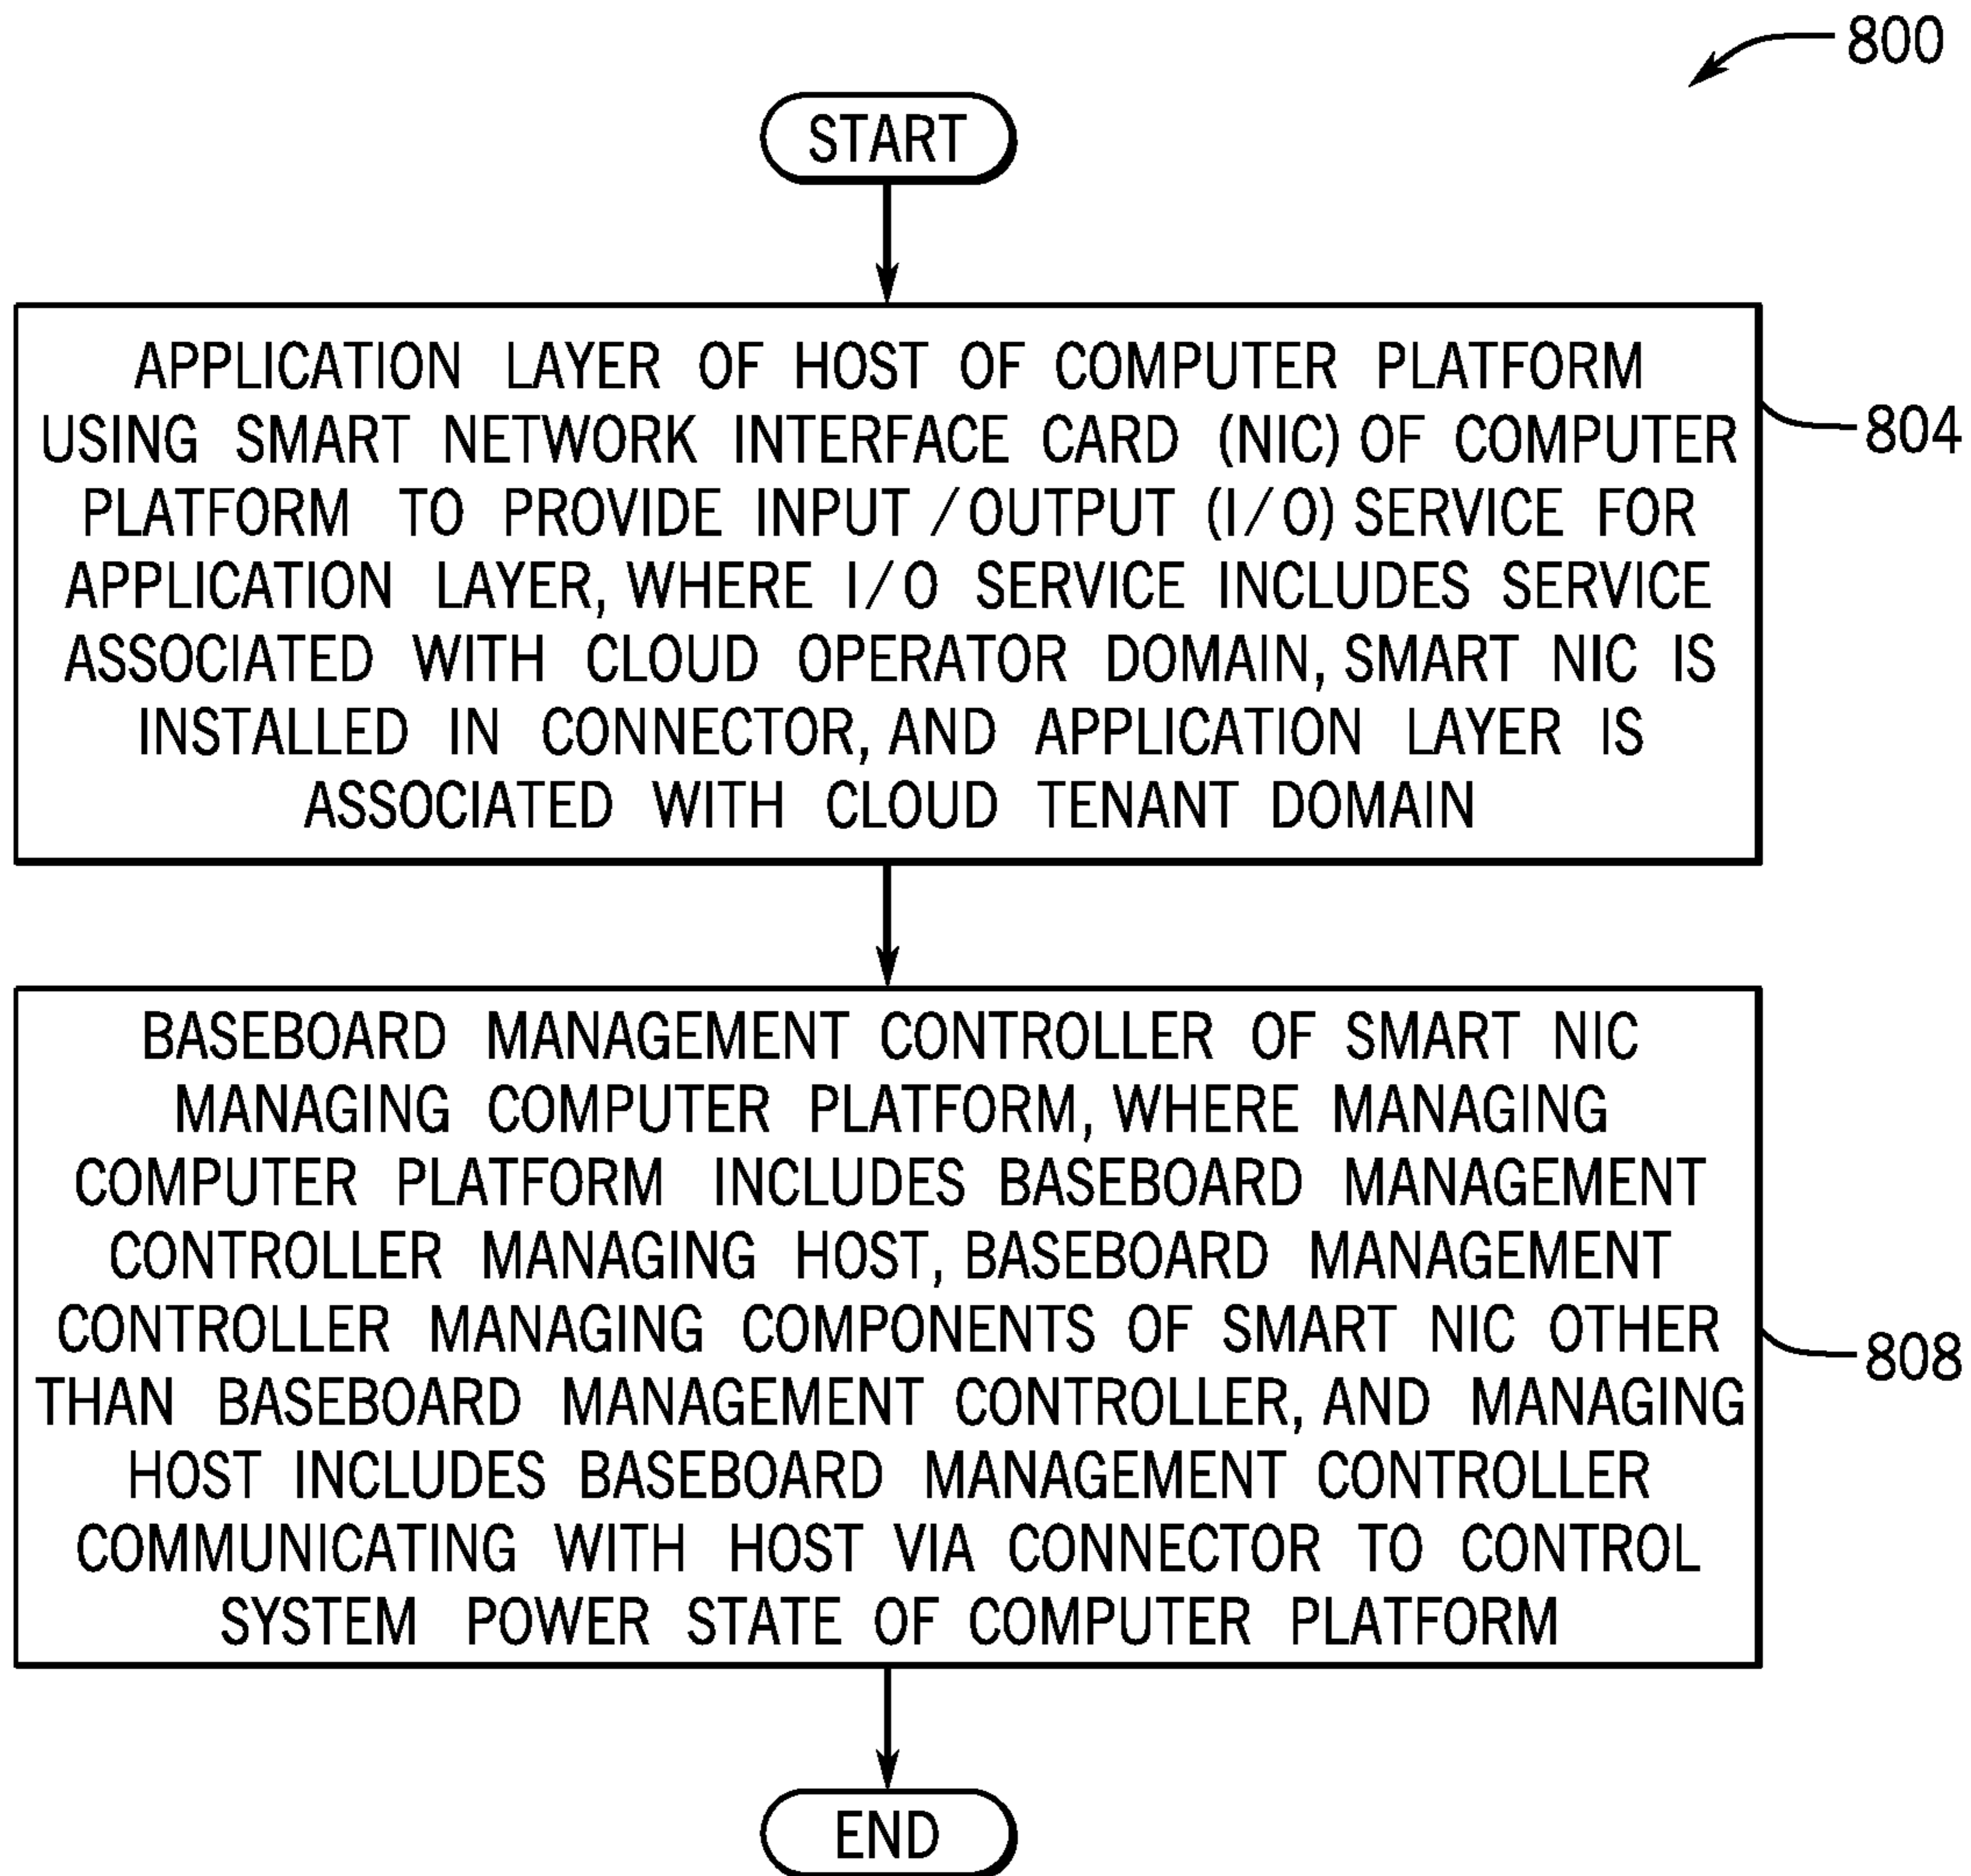 800
START
APPLICATION LAYER OF HOST OF COMPUTER PLATFORM
USING SMART NETWORK INTERFACE CARD (NIC) OF COMPUTER
PLATFORM TO PROVIDE INPUT/OUTPUT (I/O) SERVICE FOR
APPLICATION LAYER, WHERE I/O SERVICE INCLUDES SERVICE
ASSOCIATED WITH CLOUD OPERATOR DOMAIN, SMART NIC IS
INSTALLED IN CONNECTOR, AND APPLICATION LAYER IS
ASSOCIATED WITH CLOUD TENANT DOMAIN
804
BASEBOARD MANAGEMENT CONTROLLER OF SMART NIC
MANAGING COMPUTER PLATFORM, WHERE MANAGING
COMPUTER PLATFORM INCLUDES BASEBOARD MANAGEMENT
CONTROLLER MANAGING HOST, BASEBOARD MANAGEMENT
CONTROLLER MANAGING COMPONENTS OF SMART NIC OTHER
THAN BASEBOARD MANAGEMENT CONTROLLER, AND MANAGING
HOST INCLUDES BASEBOARD MANAGEMENT CONTROLLER
COMMUNICATING WITH HOST VIA CONNECTOR TO CONTROL
SYSTEM POWER STATE OF COMPUTER PLATFORM
808
END